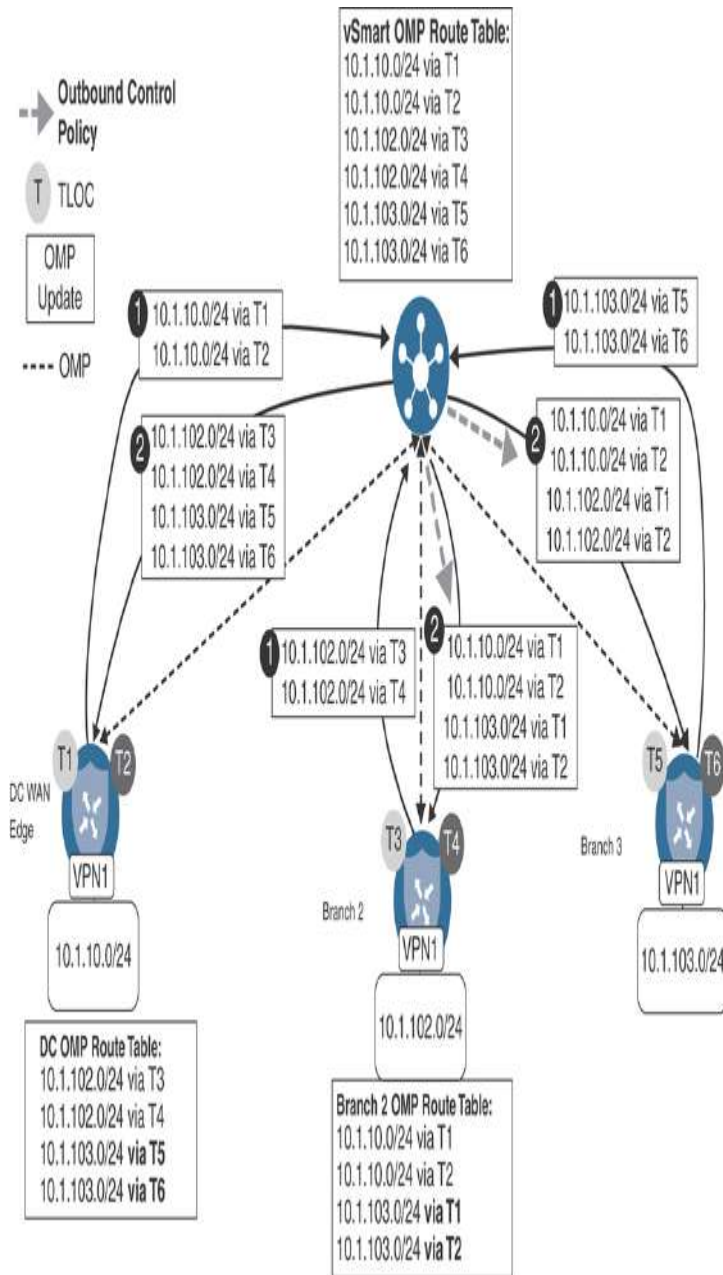 vSmart OMP Route Table:
10.1.10.0/24 via T1
10.1.10.0/24 via T2
10.1.102.0/24 via T3
10.1.102.0/24 via T4
10.1.103.0/24 via T5
10.1.103.0/24 via T6
Outbound Control
Policy
T TLOC
OMP
Update
OMP
1 10.1.10.0/24 via T1
10.1.10.0/24 via T2
1 10.1.103.0/24 via T5
10.1.103.0/24 via T6
2 10.1.102.0/24 via T3
10.1.102.0/24 via T4
10.1.103.0/24 via T5
10.1.103.0/24 via T6
2 10.1.10.0/24 via T1
10.1.10.0/24 via T2
10.1.102.0/24 via T1
10.1.102.0/24 via T2
1 10.1.102.0/24 via T3
10.1.102.0/24 via T4
2 10.1.10.0/24 via T1
10.1.10.0/24 via T2
10.1.103.0/24 via T1
10.1.103.0/24 via T2
T1
T2
DC WAN
Edge
VPN1
10.1.10.0/24
T3
T4
Branch 2
VPN1
10.1.102.0/24
T5
T6
Branch 3
VPN1
10.1.103.0/24
DC OMP Route Table:
10.1.102.0/24 via T3
10.1.102.0/24 via T4
10.1.103.0/24 via T5
10.1.103.0/24 via T6
Branch 2 OMP Route Table:
10.1.10.0/24 via T1
10.1.10.0/24 via T2
10.1.103.0/24 via T1
10.1.103.0/24 via T2